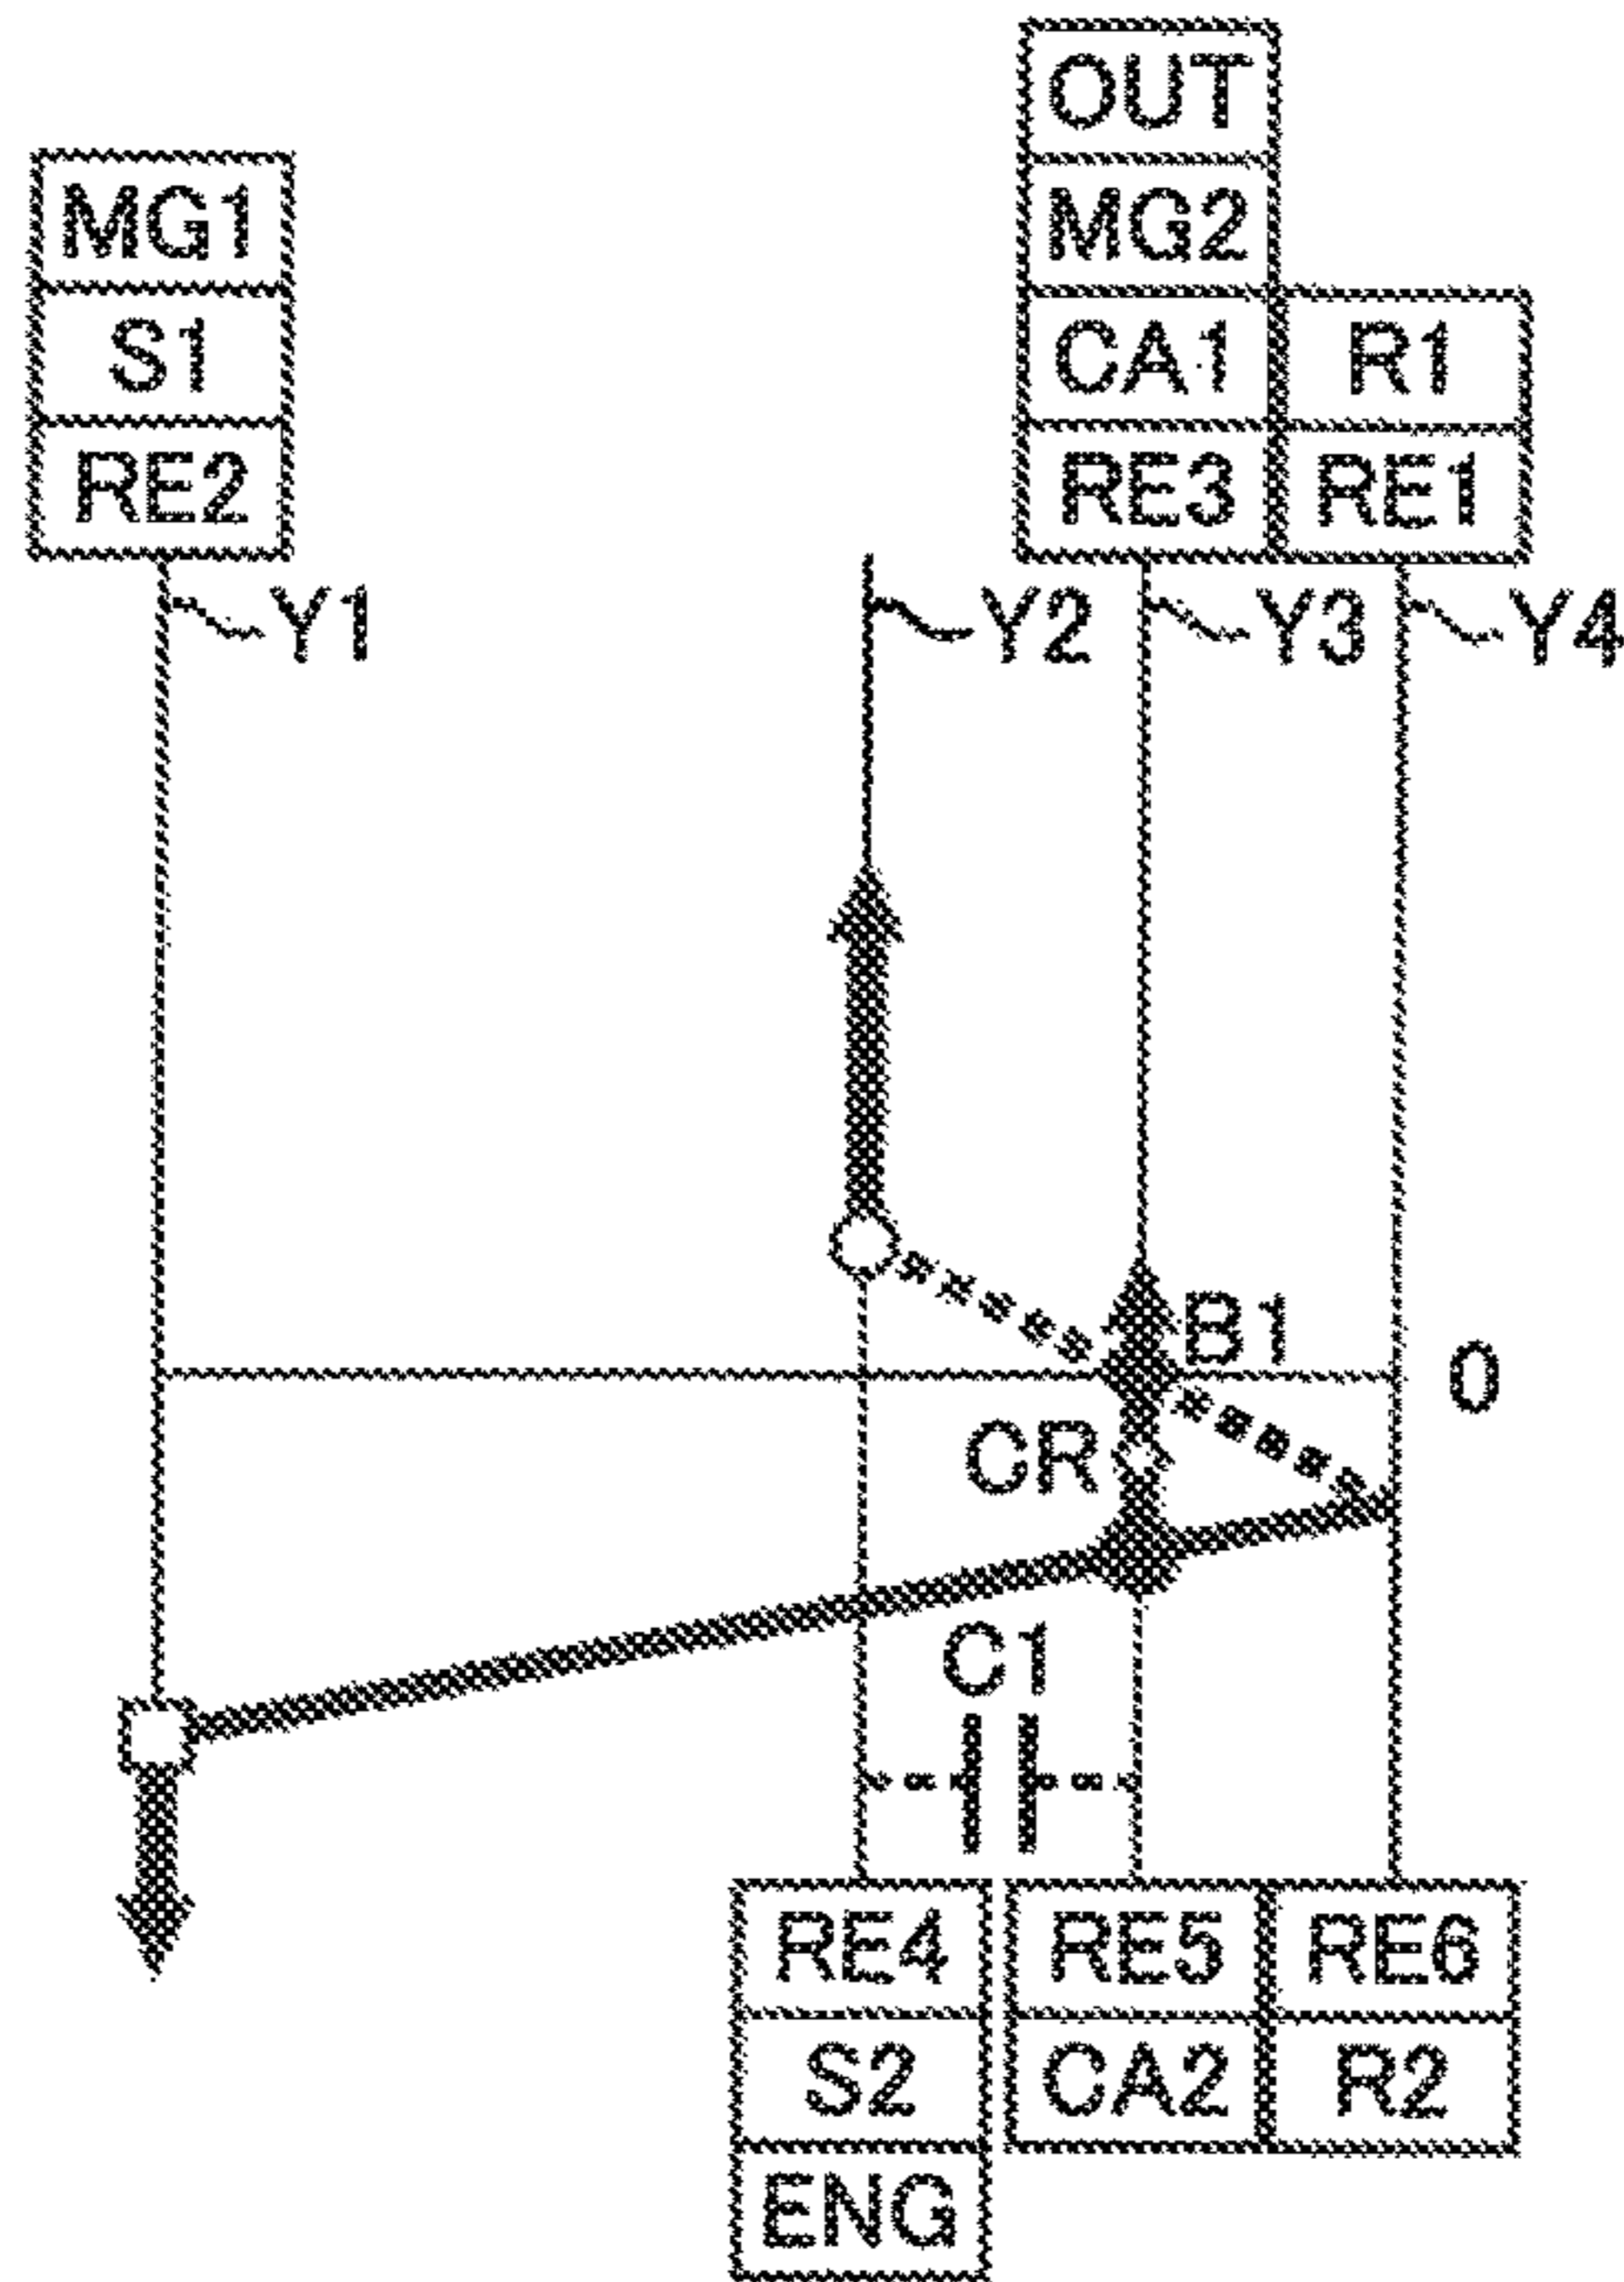 OUT
MG1
MG2
S1
CA1
R1
RE2
RE3
RE1
Y1
Y2
Y3
Y4
B1
0
CR
C1
RE4
RE5
RE6
S2
CA2
R2
ENG